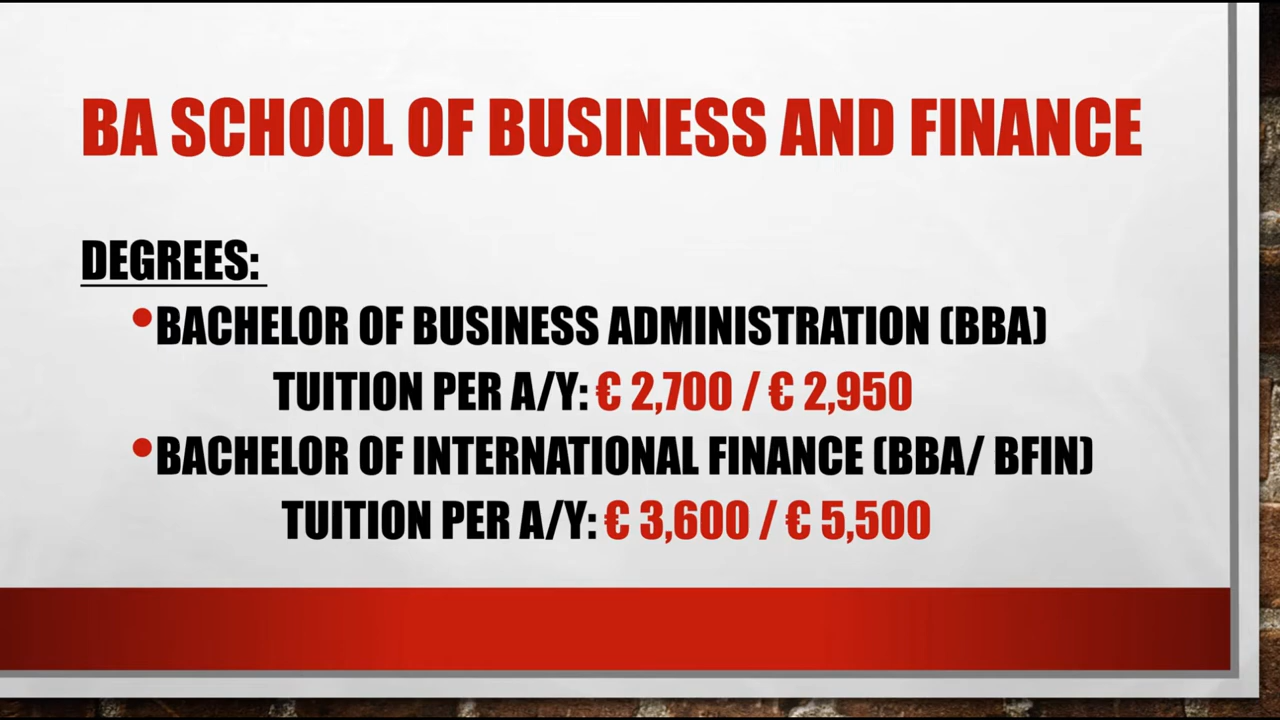 BA SCHOOL OF BUSINESS AND FINANCE
DEGREES:
•BACHELOR OF BUSINESS ADMINISTRATION (BBA)
TUITION PER A/Y: € 2,700 / € 2,950
•BACHELOR OF INTERNATIONAL FINANCE (BBA/ BFIN)
TUITION PER A/Y: € 3,600 / € 5,500